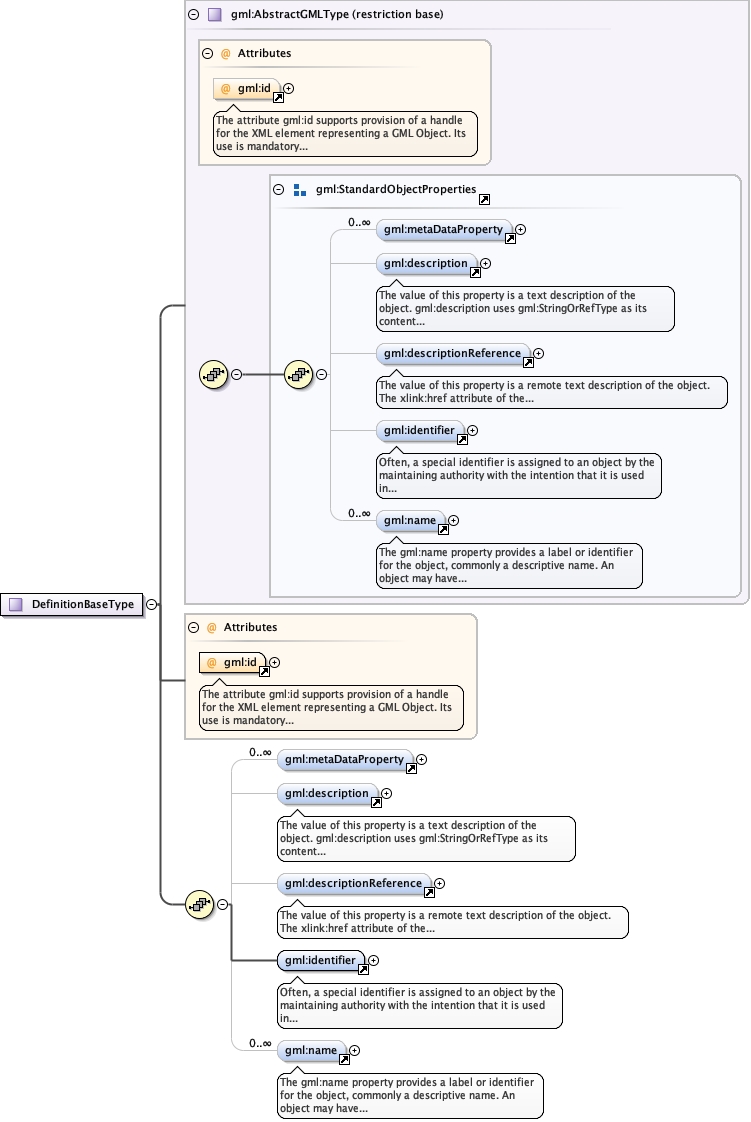 gml:AbstractGMLType (restriction base)
@ Attributes
@ gml:id
The attribute gml:id supports provision of a handle
for the XML element representing a GML Object. Its
use is mandatory...
gml:StandardObjectProperties
0..∞
gml:metaDataProperty
gml:description
The value of this property is a text description of the
object. gml:description uses gml:StringOrRefType as its
content...
gml:descriptionReference
The value of this property is a remote text description of the object.
The xlink:href attribute of the...
gml:identifier
Often, a special identifier is assigned to an object by the
maintaining authority with the intention that it is used
in...
0..∞
gml:name
The gml:name property provides a label or identifier
for the object, commonly a descriptive name. An
object may have...
DefinitionBaseType
@ Attributes
@ gml:id
The attribute gml:id supports provision of a handle
for the XML element representing a GML Object. Its
use is mandatory...
0..∞
gml:metaDataProperty
gml:description
The value of this property is a text description of the
object. gml:description uses gml:StringOrRefType as its
content...
gml:descriptionReference
The value of this property is a remote text description of the object.
The xlink:href attribute of the...
gml:identifier
Often, a special identifier is assigned to an object by the
maintaining authority with the intention that it is used
in...
0..∞
gml:name
The gml:name property provides a label or identifier
for the object, commonly a descriptive name. An
object may have...